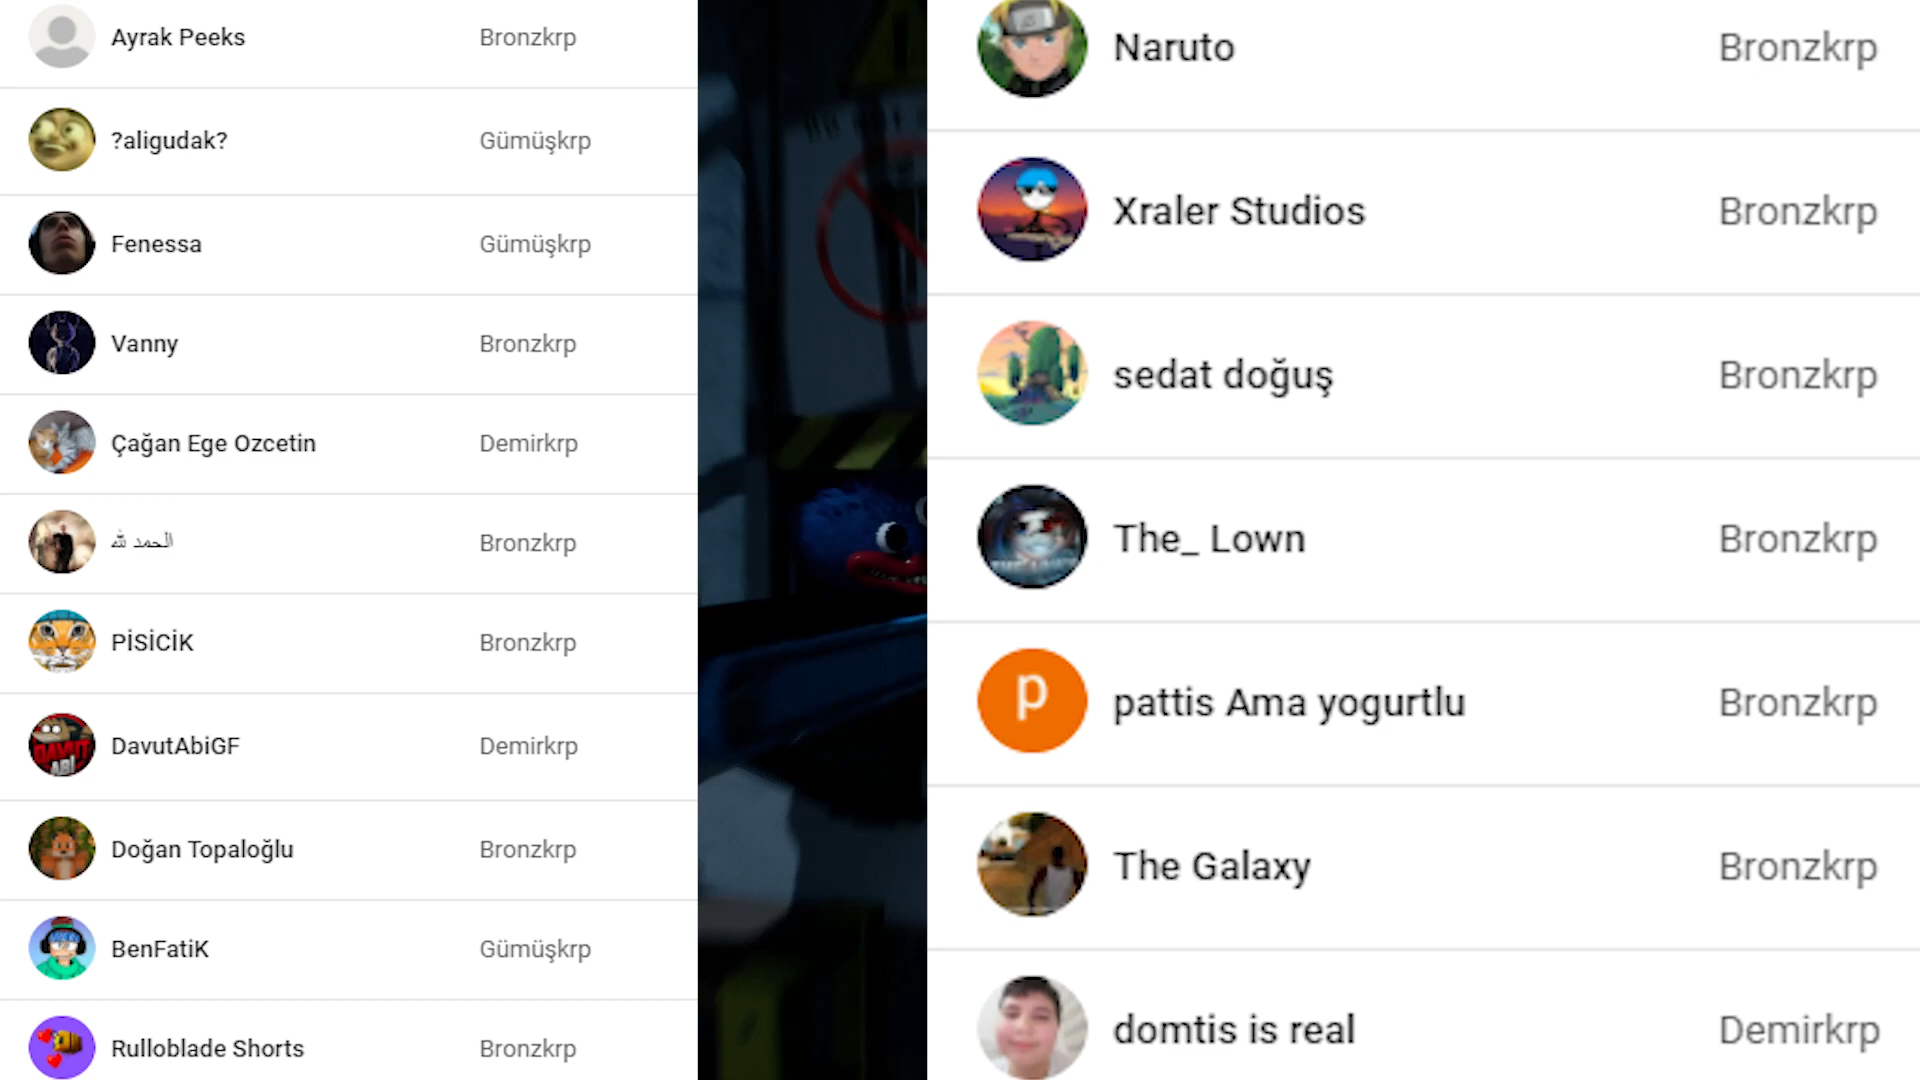 Ayrak Peeks Bronzkrp
?aligudak? Gümüşkrp
Fenessa Gümüşkrp
Vanny Bronzkrp
Çağan Ege Ozcetin Demirkrp
الحمد لله Bronzkrp
PİSİCİK Bronzkrp
DavutAbiGF Demirkrp
Doğan Topaloğlu Bronzkrp
BenFatiK Gümüşkrp
Rulloblade Shorts Bronzkrp
Naruto Bronzkrp
Xraler Studios Bronzkrp
sedat doğuş Bronzkrp
The_ Lown Bronzkrp
p
pattis Ama yogurtlu Bronzkrp
The Galaxy Bronzkrp
domtis is real Demirkrp